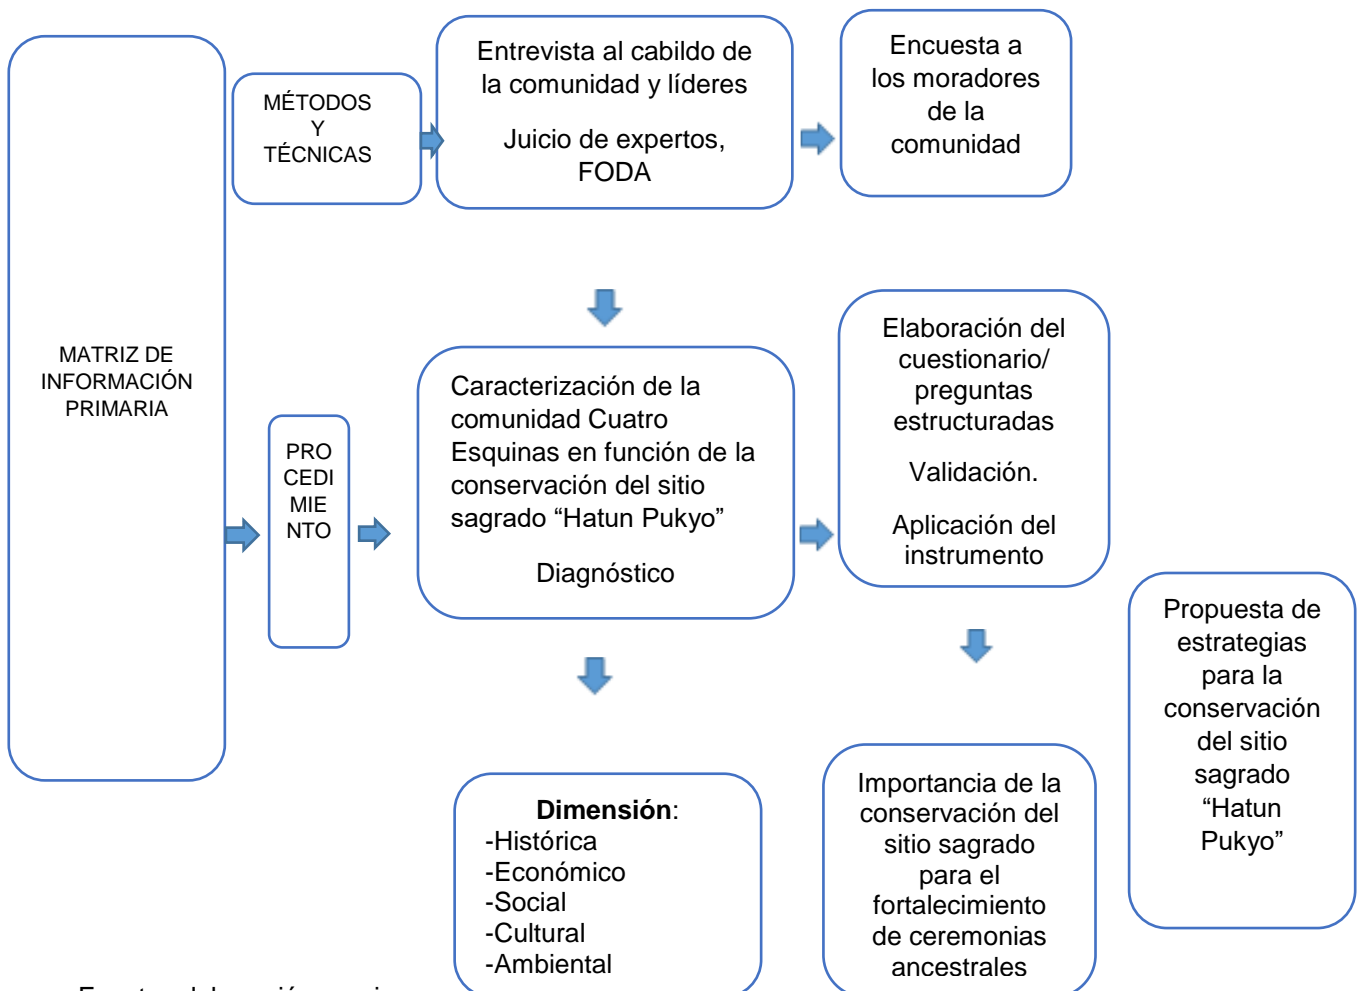 MATRIZ DE
INFORMACIÓN
PRIMARIA
MÉTODOS
Y
TÉCNICAS
Entrevista al cabildo de
la comunidad y líderes
Juicio de expertos,
FODA
Encuesta a
los moradores
de la
comunidad
PRO
CEDI
MIE
NTO
Caracterización de la
comunidad Cuatro
Esquinas en función de la
conservación del sitio
sagrado “Hatun Pukyo”
Diagnóstico
Elaboración del
cuestionario/
preguntas
estructuradas
Validación.
Aplicación del
instrumento
Dimensión:
-Histórica
-Económico
-Social
-Cultural
-Ambiental
Importancia de la
conservación del
sitio sagrado
para el
fortalecimiento
de ceremonias
ancestrales
Propuesta de
estrategias
para la
conservación
del sitio
sagrado
“Hatun
Pukyo”